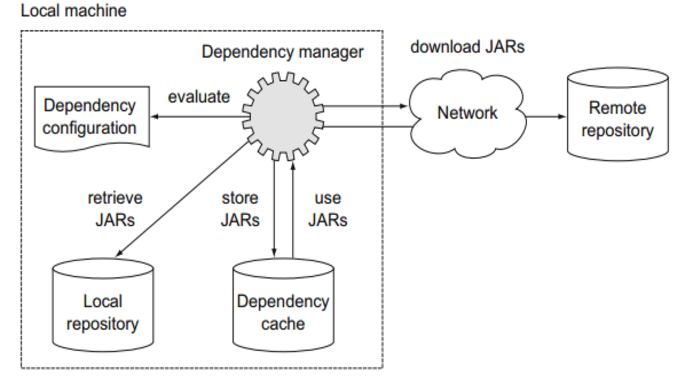 Local machine
Dependency manager
download JARs
evaluate
Dependency
configuration
Network
Remote
repository
retrieve
JARs
store
JARs
use
JARs
Local
repository
Dependency
cache